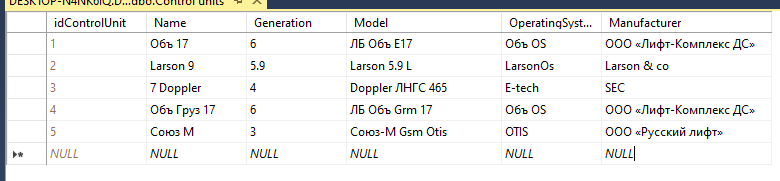 DESKTOP-N4NK6IQ.D...dbo.Control units
idControlUnit Name Generation Model OperatingSyst... Manufacturer
1 Объ 17 6 ЛБ Объ E17 Объ OS ООО «Лифт-Комплекс ДС»
2 Larson 9 5.9 Larson 5.9 L LarsonOs Larson & co
3 7 Doppler 4 Doppler ЛНГС 465 E-tech SEC
4 Объ Груз 17 6 ЛБ Объ Grm 17 Объ OS ООО «Лифт-Комплекс ДС»
5 Союз М 3 Союз-М Gsm Otis OTIS ООО «Русский лифт»
NULL NULL NULL NULL NULL NULL